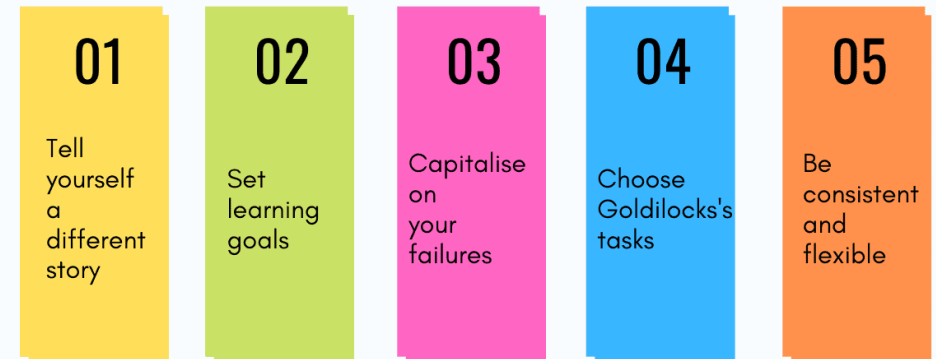 01
Tell
yourself
a
different
story
02
Set
learning
goals
03
Capitalise
on
your
failures
04
Choose
Goldilocks's
tasks
05
Be
consistent
and
flexible